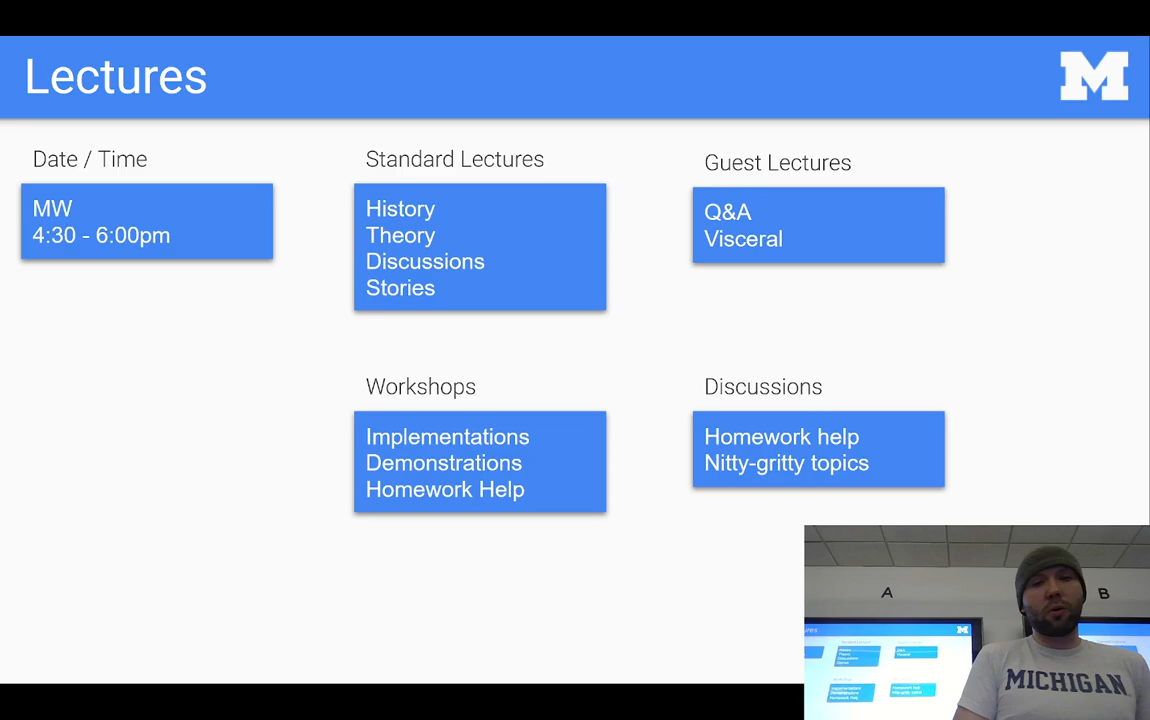 Lectures
M
Date / Time
MW
4:30 - 6:00pm
Standard Lectures
History
Theory
Discussions
Stories
Guest Lectures
Q&A
Visceral
Workshops
Implementations
Demonstrations
Homework Help
Discussions
Homework help
Nitty-gritty topics
A
B
MICHIGAN